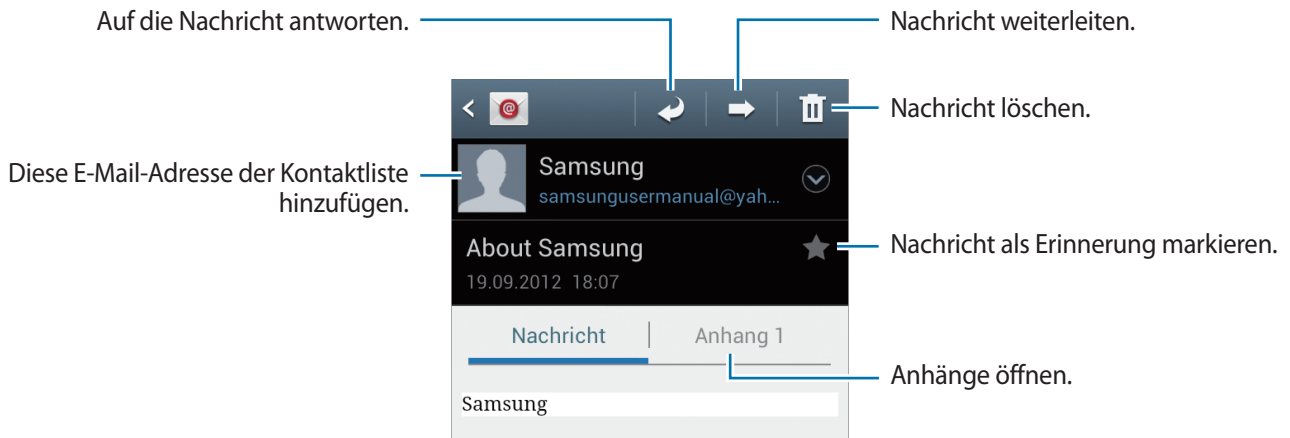 Auf die Nachricht antworten.
Nachricht weiterleiten.
Nachricht löschen.
Diese E-Mail-Adresse der Kontaktliste
hinzufügen.
Samsung
samsungusermanual@yah...
About Samsung
19.09.2012 18:07
Nachricht als Erinnerung markieren.
Nachricht
Anhang 1
Anhänge öffnen.
Samsung